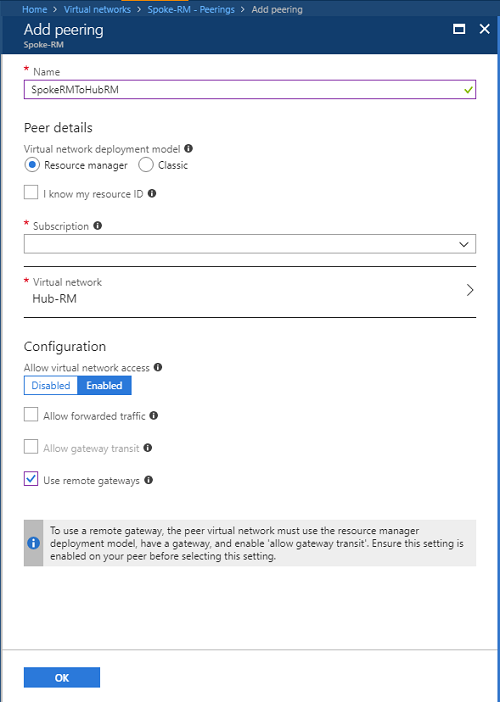 Home > Virtual networks > Spoke-RM - Peerings > Add peering
Add peering
Spoke-RM
* Name
SpokeRMToHubRM
Peer details
Virtual network deployment model
Resource manager Classic
I know my resource ID
* Subscription
* Virtual network
Hub-RM
Configuration
Allow virtual network access
Disabled Enabled
Allow forwarded traffic
Allow gateway transit
Use remote gateways
To use a remote gateway, the peer virtual network must use the resource manager
deployment model, have a gateway, and enable 'allow gateway transit'. Ensure this setting is
enabled on your peer before selecting this setting.
OK